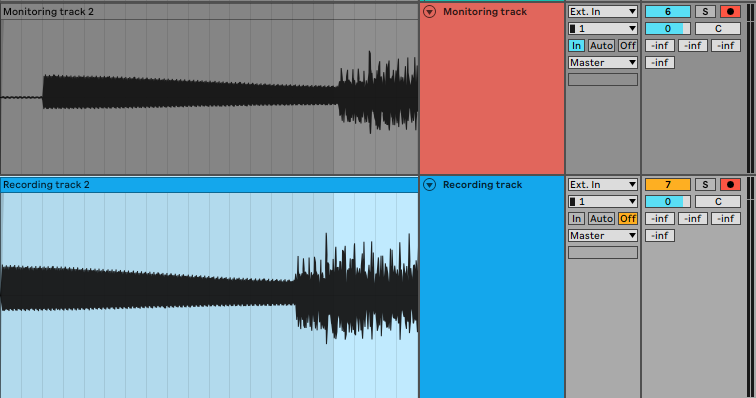 Monitoring track 2
Monitoring track
Ext. In
6
S
1
0
C
In Auto Off
-inf -inf -inf
Master
-inf
Recording track 2
Recording track
Ext. In
7
S
1
0
C
In Auto Off
-inf -inf -inf
Master
-inf